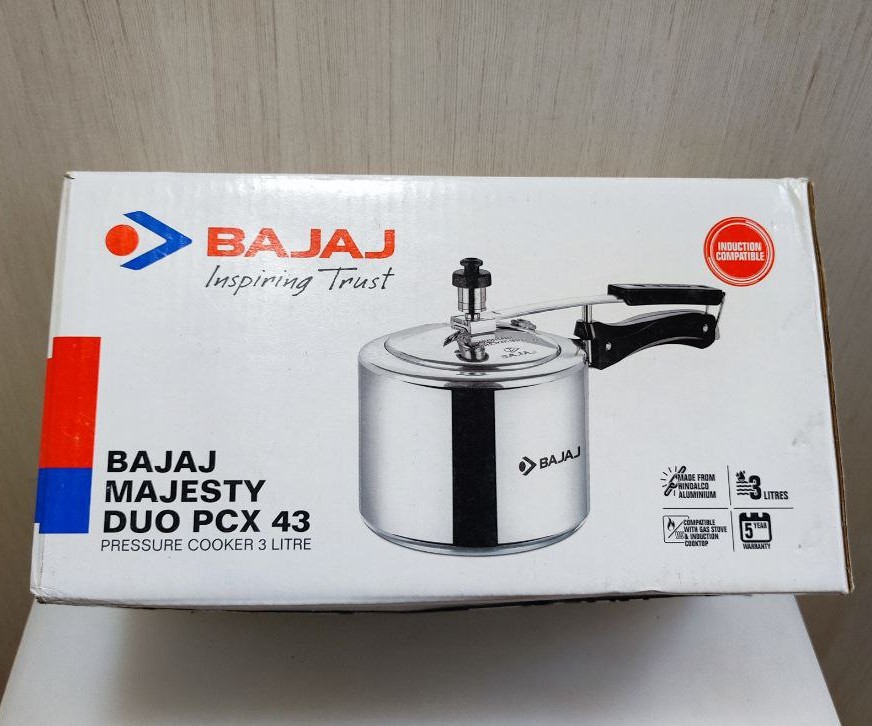 BAJAJ
Inspiring Trust
INDUCTION
COMPATIBLE
BAJAJ
BAJAJ
BAJAJ
MAJESTY
DUO PCX 43
PRESSURE COOKER 3 LITRE
MADE FROM
HINDALCO
ALUMINIUM
3 LITRES
COMPATIBLE
WITH GAS STOVE
& INDUCTION
COOKTOP
5 YEAR
WARRANTY